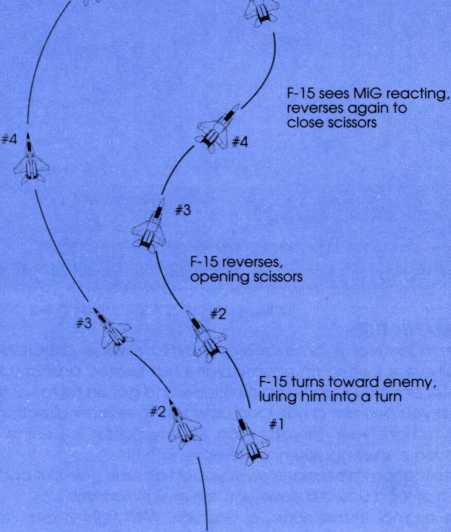 F-15 sees MiG reacting,
reverses again to
close scissors
#4
#4
#3
F-15 reverses,
opening scissors
#3
#2
F-15 turns toward enemy,
luring him into a turn
#2
#1